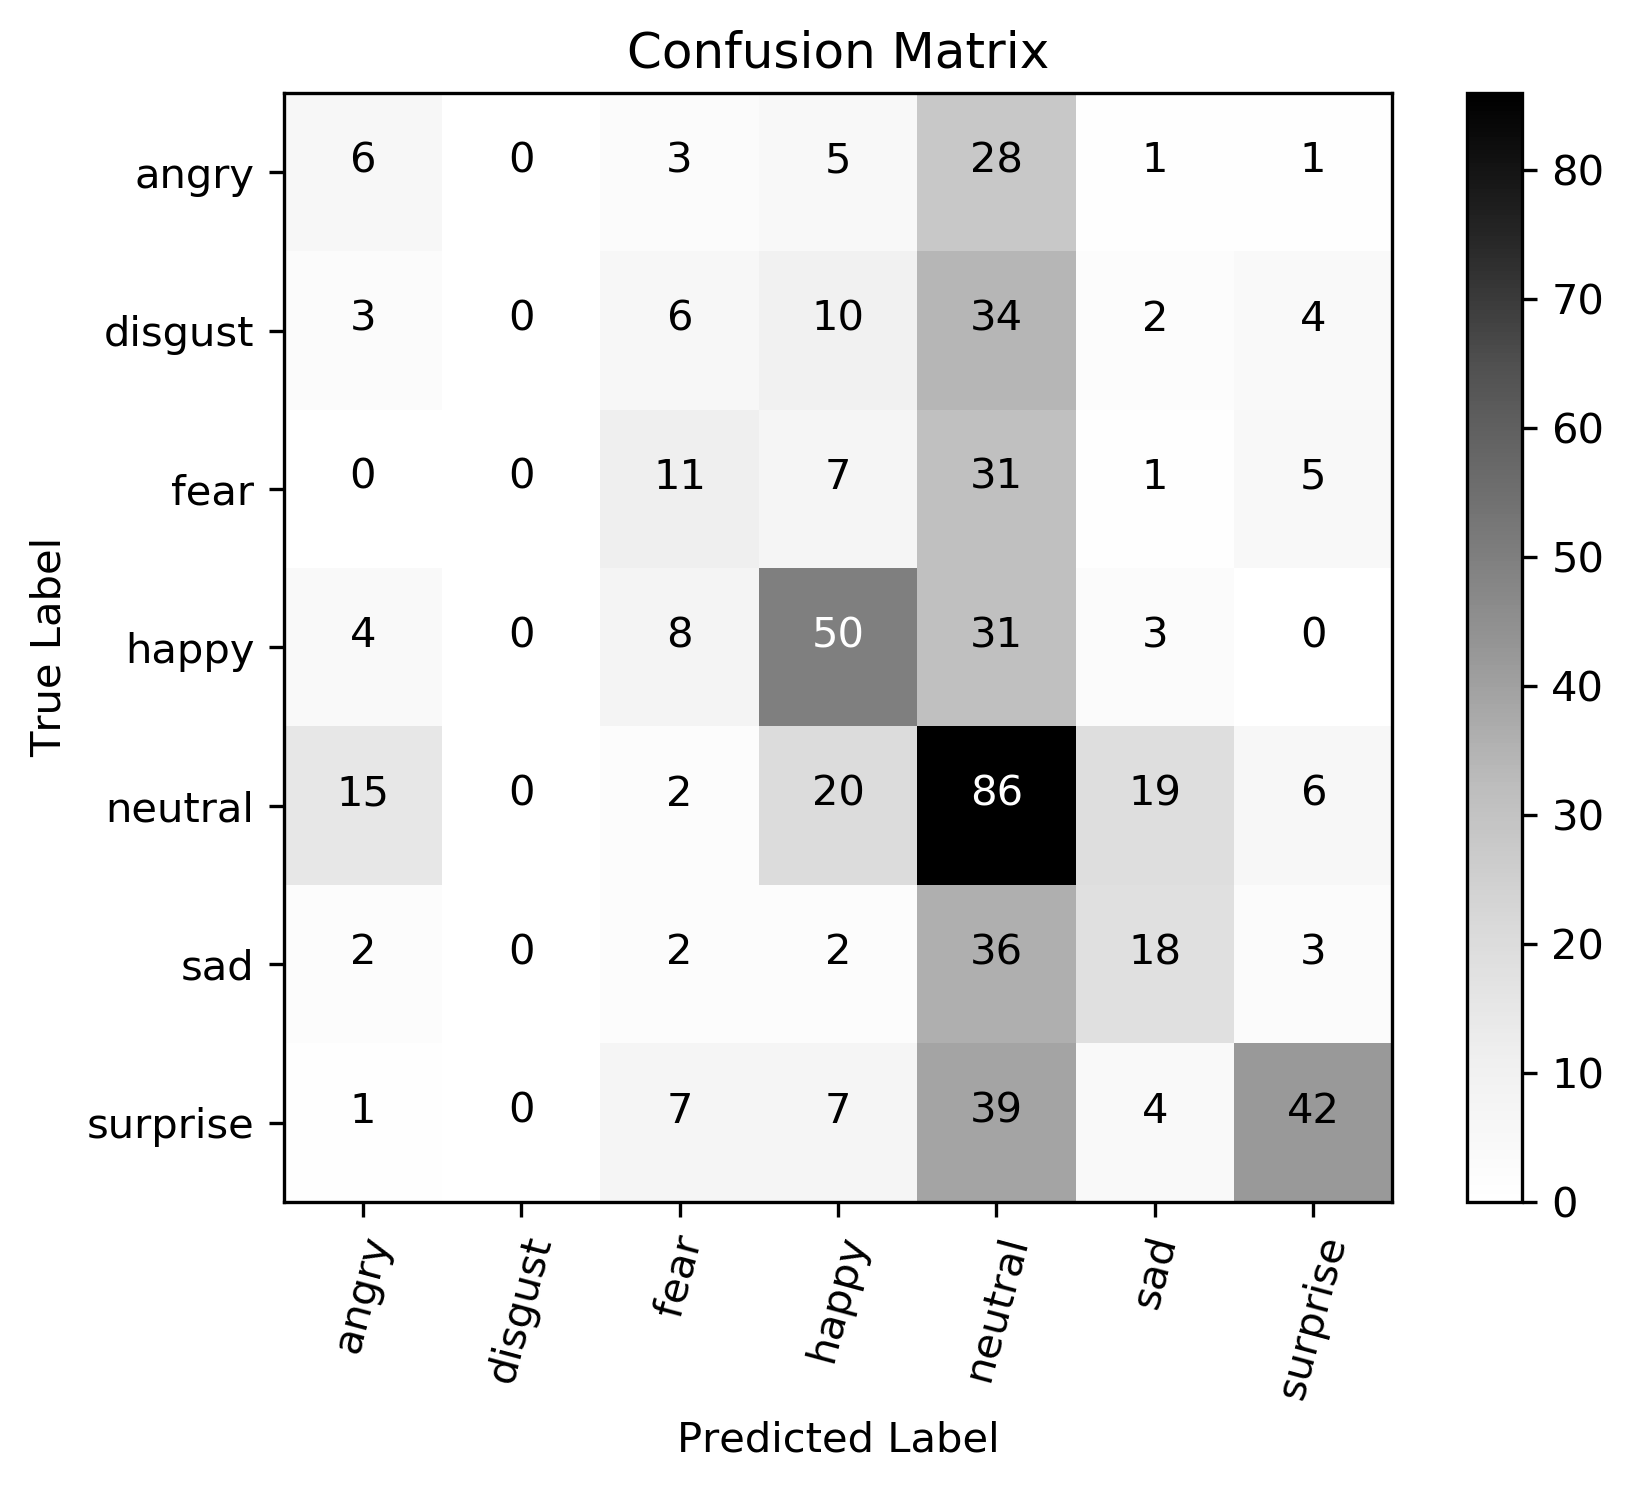 Confusion Matrix
angry 6 0 3 5 28 1 1
disgust 3 0 6 10 34 2 4
fear 0 0 11 7 31 1 5
happy 4 0 8 50 31 3 0
neutral 15 0 2 20 86 19 6
sad 2 0 2 2 36 18 3
surprise 1 0 7 7 39 4 42
True Label
angry disgust fear happy neutral sad surprise
Predicted Label
80
70
60
50
40
30
20
10
0